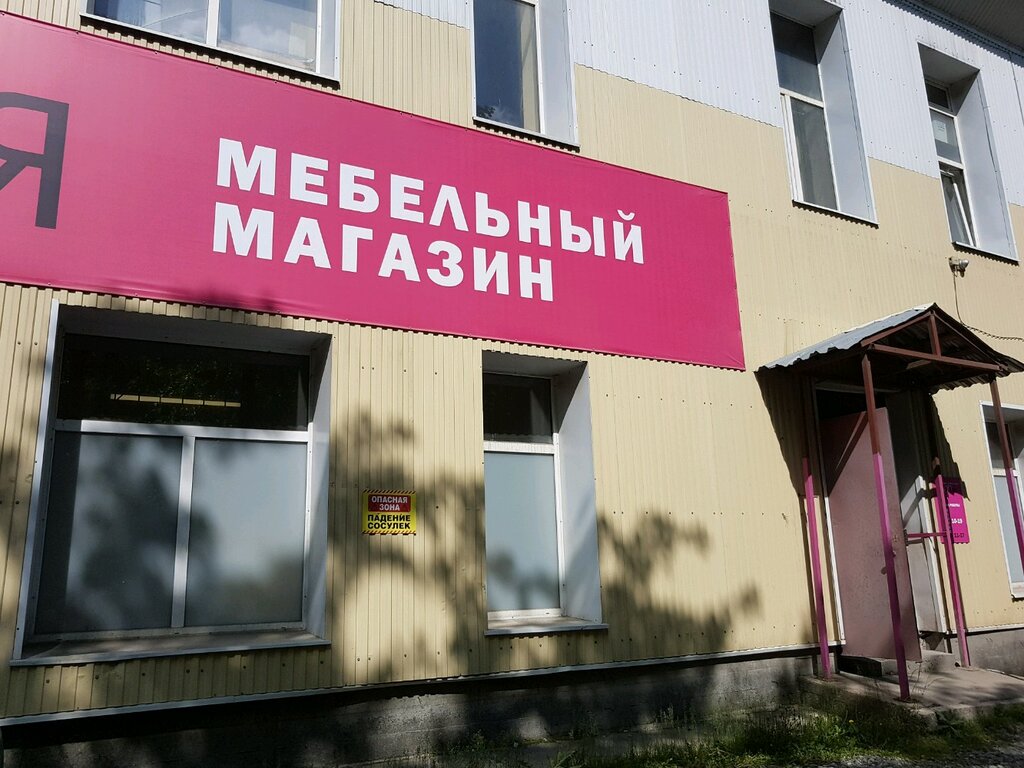 Я
МЕБЕЛЬНЫЙ
МАГАЗИН
ОПАСНАЯ
ЗОНА
ПАДЕНИЕ
СОСУЛЕК